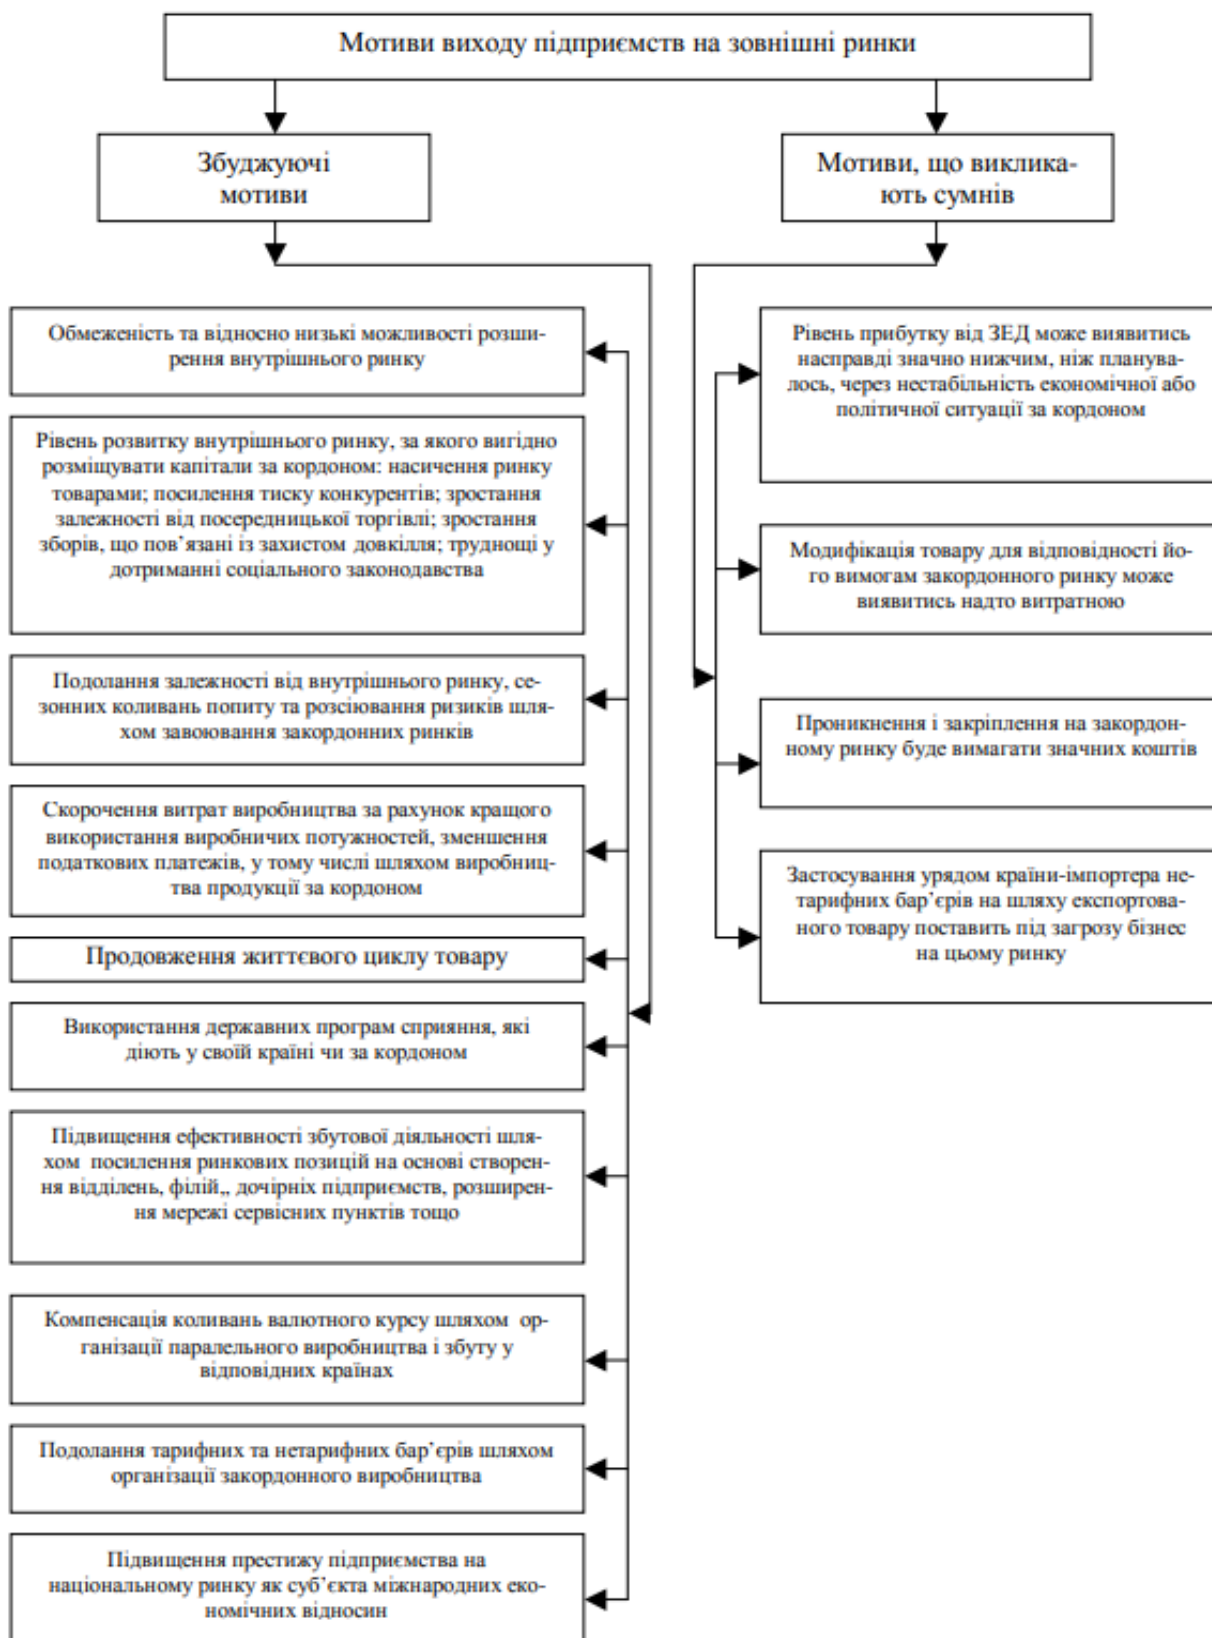 Мотиви виходу підприємств на зовнішні ринки
Збуджуючі
мотиви
Мотиви, що виклика-
ють сумнів
Обмеженість та відносно низькі можливості розши-
рення внутрішнього ринку
Рівень розвитку внутрішнього ринку, за якого вигідно
розміщувати капітали за кордоном: насичення ринку
товарами; посилення тиску конкурентів; зростання
залежності від посередницької торгівлі; зростання
зборів, що пов’язані із захистом довкілля; труднощі у
дотриманні соціального законодавства
Подолання залежності від внутрішнього ринку, се-
зонних коливань попиту та розсіювання ризиків шля-
хом завоювання закордонних ринків
Скорочення витрат виробництва за рахунок кращого
використання виробничих потужностей, зменшення
податкових платежів, у тому числі шляхом виробниц-
тва продукції за кордоном
Продовження життєвого циклу товару
Використання державних програм сприяння, які
діють у своїй країні чи за кордоном
Підвищення ефективності збутової діяльності шля-
хом посилення ринкових позицій на основі створен-
ня відділень, філій,, дочірніх підприємств, розширен-
ня мережі сервісних пунктів тощо
Компенсація коливань валютного курсу шляхом ор-
ганізації паралельного виробництва і збуту у
відповідних країнах
Подолання тарифних та нетарифних бар’єрів шляхом
організації закордонного виробництва
Підвищення престижу підприємства на
національному ринку як суб’єкта міжнародних еко-
номічних відносин
Рівень прибутку від ЗЕД може виявитись
насправді значно нижчим, ніж планува-
лось, через нестабільність економічної або
політичної ситуації за кордоном
Модифікація товару для відповідності йо-
го вимогам закордонного ринку може
виявитись надто витратною
Проникнення і закріплення на закордон-
ному ринку буде вимагати значних коштів
Застосування урядом країни-імпортера не-
тарифних бар’єрів на шляху експортова-
ного товару поставить під загрозу бізнес
на цьому ринку